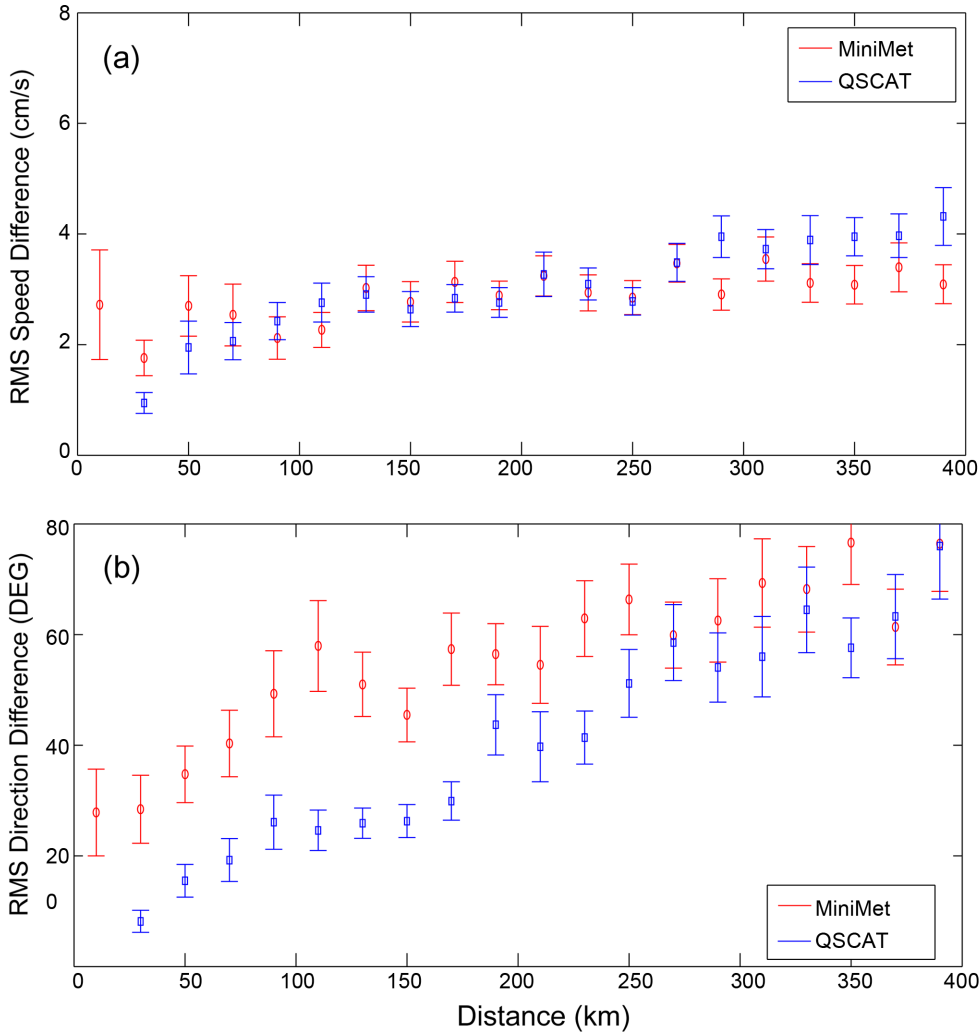 8
(a)
MiniMet
QSCAT
6
RMS Speed Difference (cm/s)
4
2
0
0 50 100 150 200 250 300 350 400
80
(b)
RMS Direction Difference (DEG)
60
40
20
0
MiniMet
QSCAT
0 50 100 150 200 250 300 350 400
Distance (km)